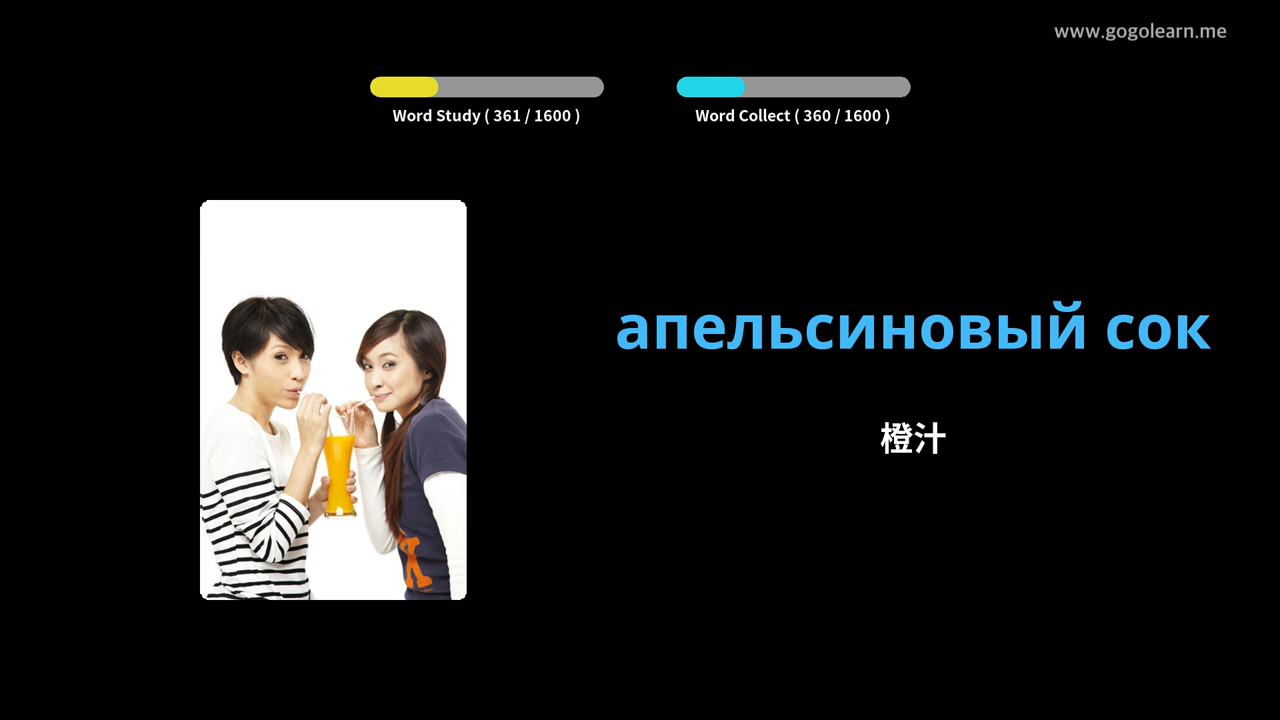 www.gogolearn.me
Word Study ( 361 / 1600 )
Word Collect ( 360 / 1600 )
апельсиновый сок
橙汁